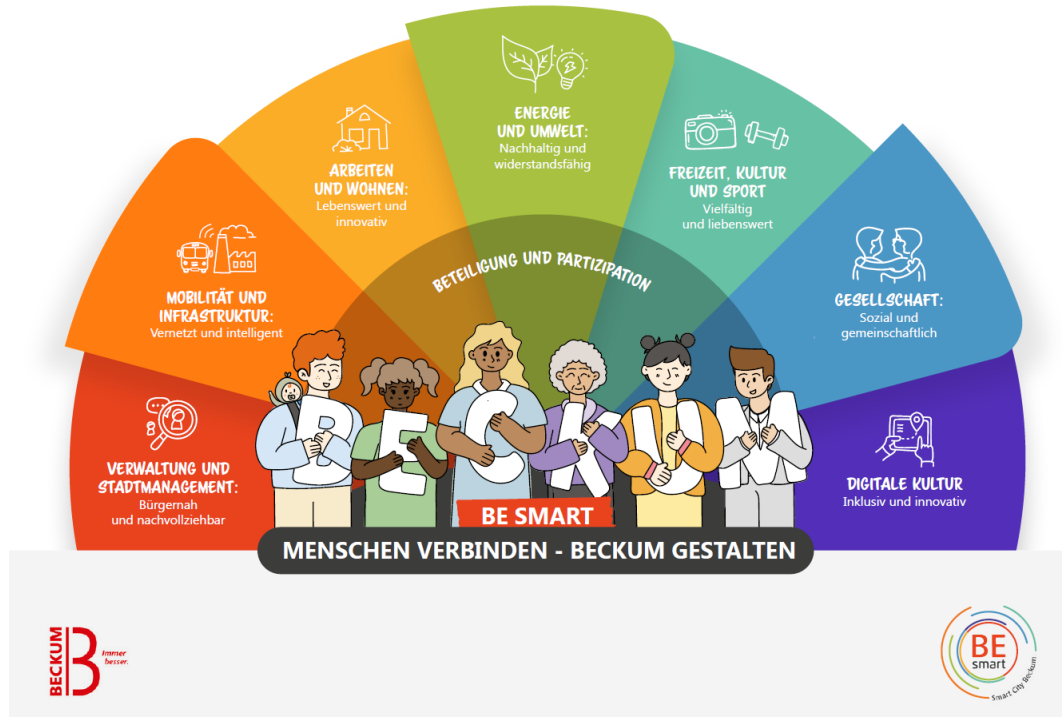 ENERGIE
UND UMWELT:
Nachhaltig und
widerstandsfähig
ARBEITEN
UND WOHNEN:
Lebenswert und
innovativ
FREIZEIT, KULTUR
UND SPORT
Vielfältig
und liebenswert
MOBILITÄT UND
INFRASTRUKTUR:
Vernetzt und intelligent
GESELLSCHAFT:
Sozial und
gemeinschaftlich
VERWALTUNG UND
STADTMANAGEMENT:
Bürgernah
und nachvollziehbar
DIGITALE KULTUR
Inklusiv und innovativ
BETEILIGUNG UND PARTIZIPATION
BECKUM
BE SMART
MENSCHEN VERBINDEN - BECKUM GESTALTEN
BECKUM
B
Immer
besser.
BE
smart
Smart City Beckum